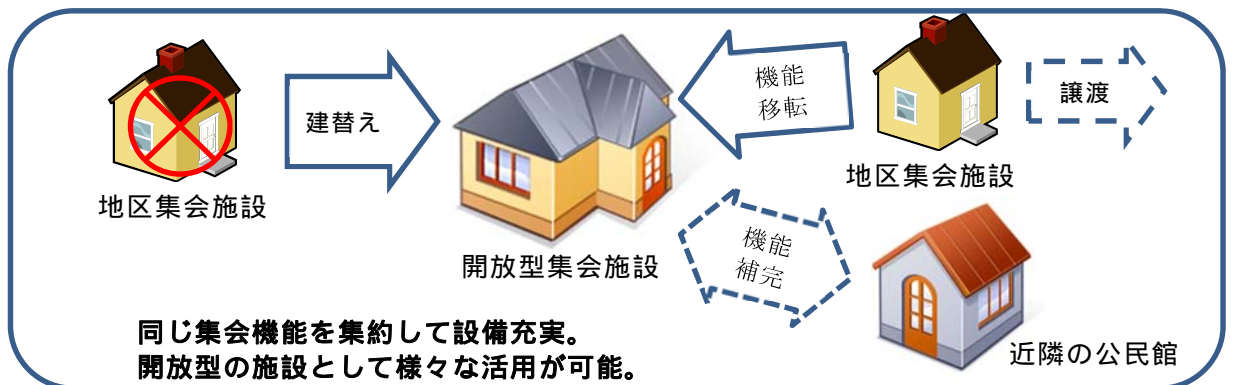 地区集会施設
建替え
開放型集会施設
機能
移転
地区集会施設
譲渡
機能
補完
近隣の公民館
同じ集会機能を集約して設備充実。
開放型の施設として様々な活用が可能。